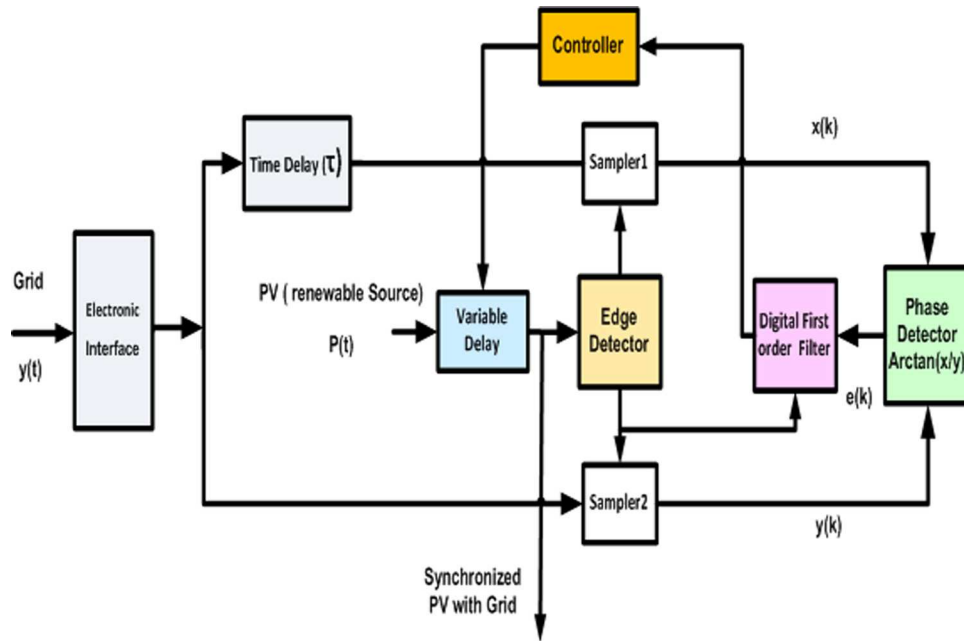 Controller
x(k)
Time Delay (τ)
Sampler1
Grid
Electronic
Interface
y(t)
PV ( renewable Source)
P(t)
Variable
Delay
Edge
Detector
Digital First
order Filter
Phase
Detector
Arctan(x/y)
e(k)
Sampler2
y(k)
Synchronized
PV with Grid